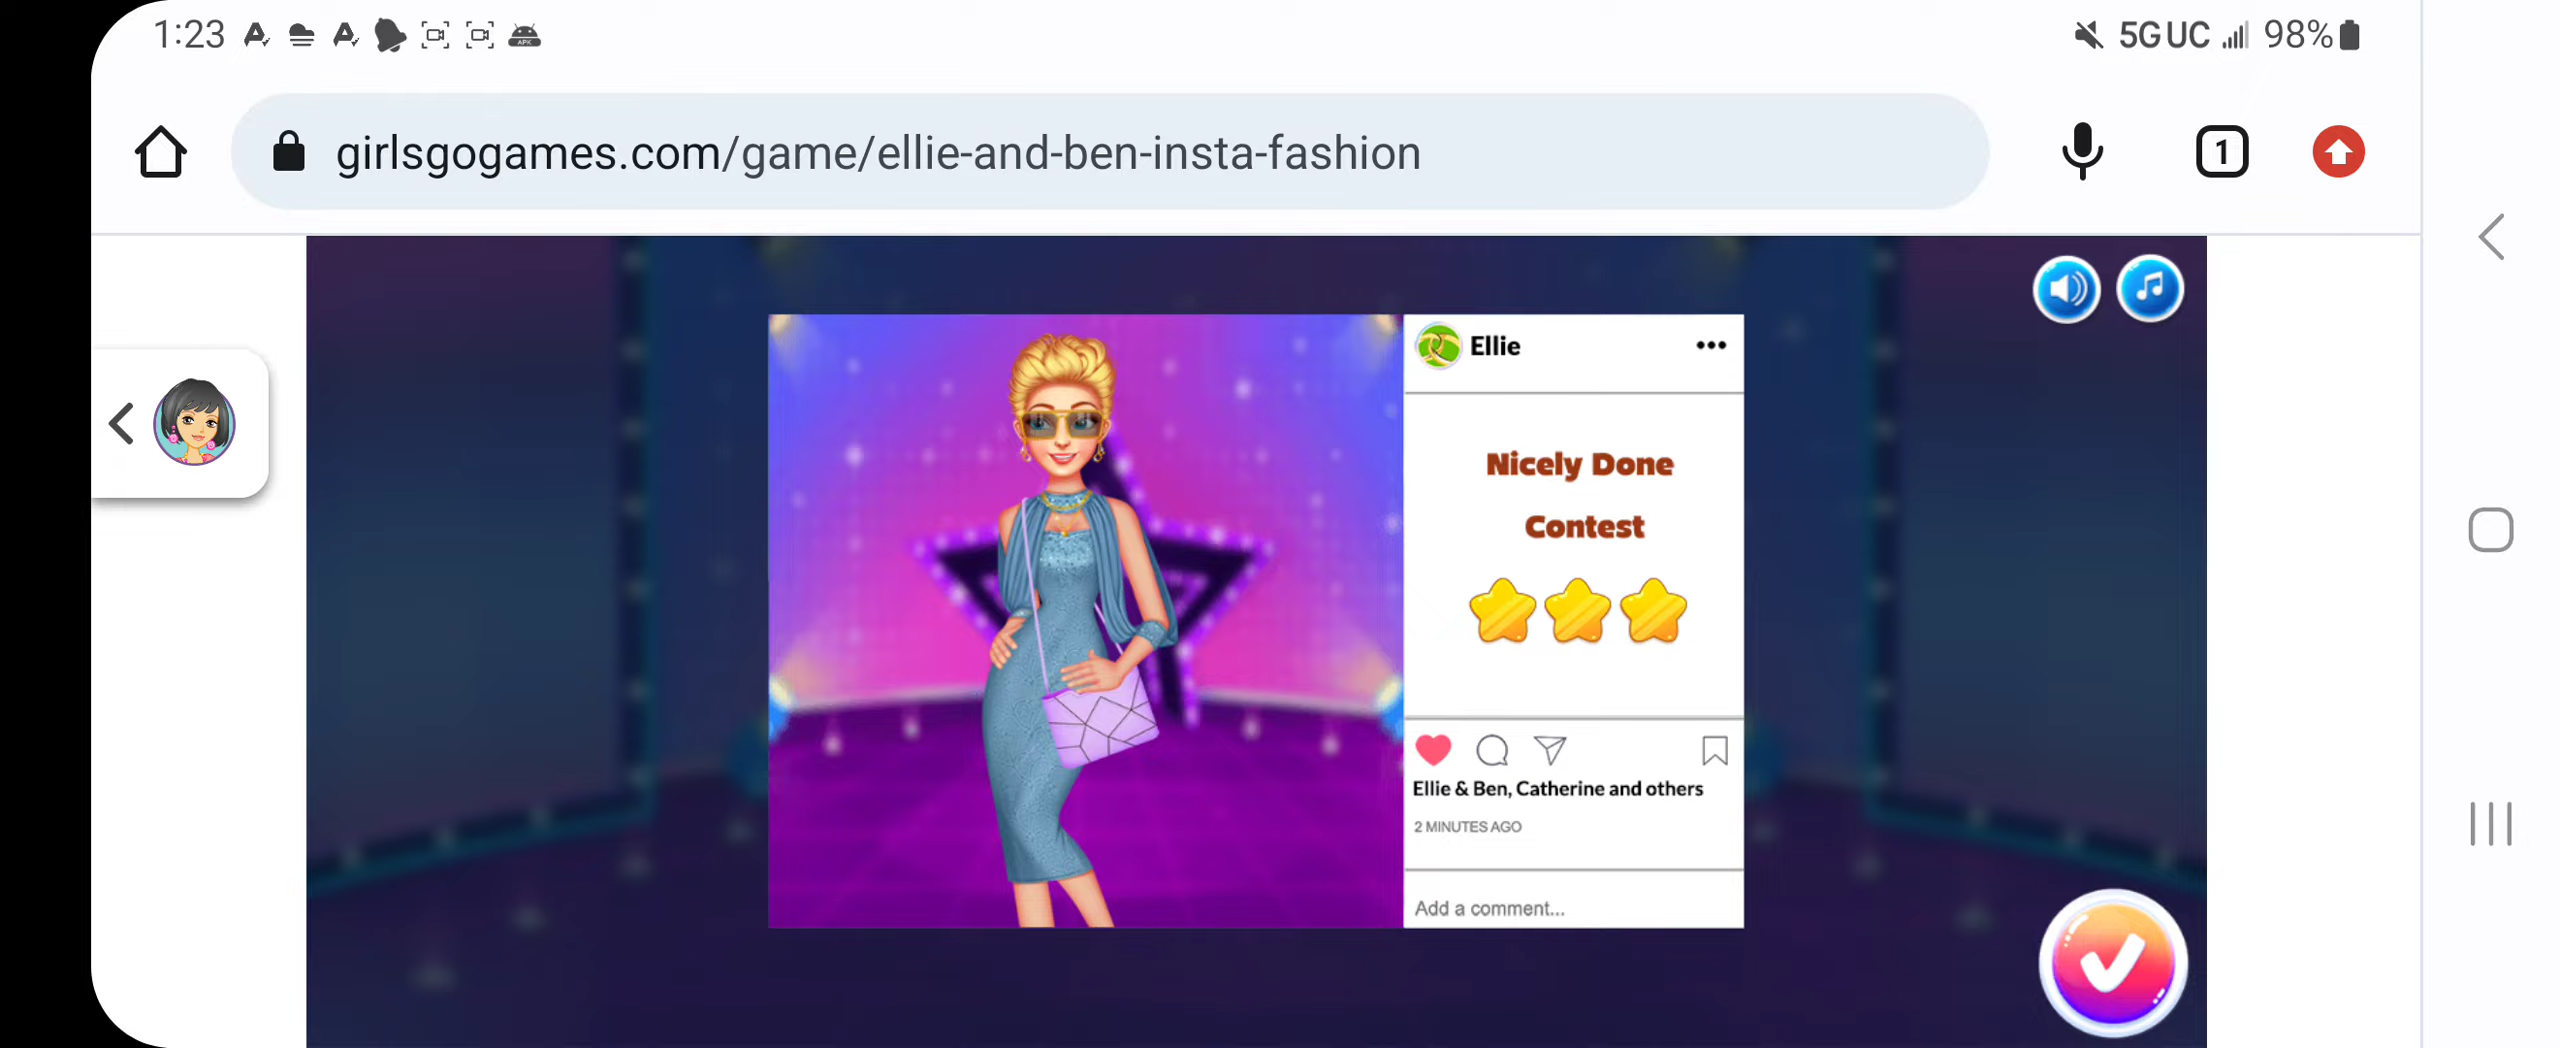 1:23
5G UC 98%
girlsgogames.com/game/ellie-and-ben-insta-fashion
1
Ellie
Nicely Done
Contest
Ellie & Ben, Catherine and others
2 MINUTES AGO
Add a comment...